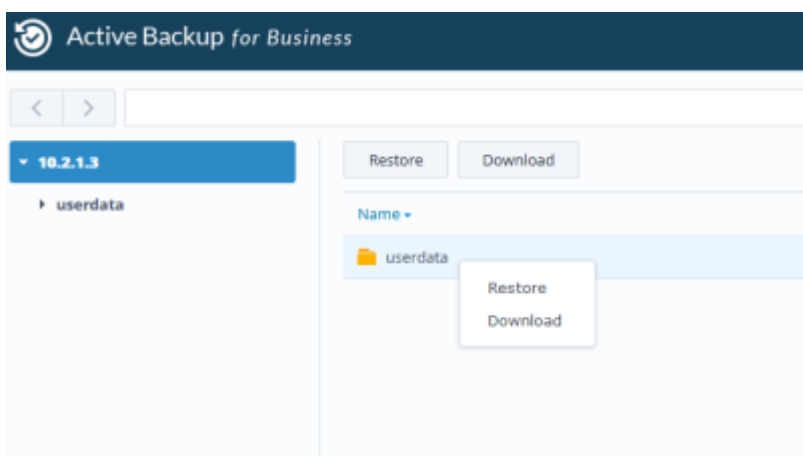 Active Backup for Business
10.2.1.3
userdata
Restore Download
Name
userdata
Restore
Download